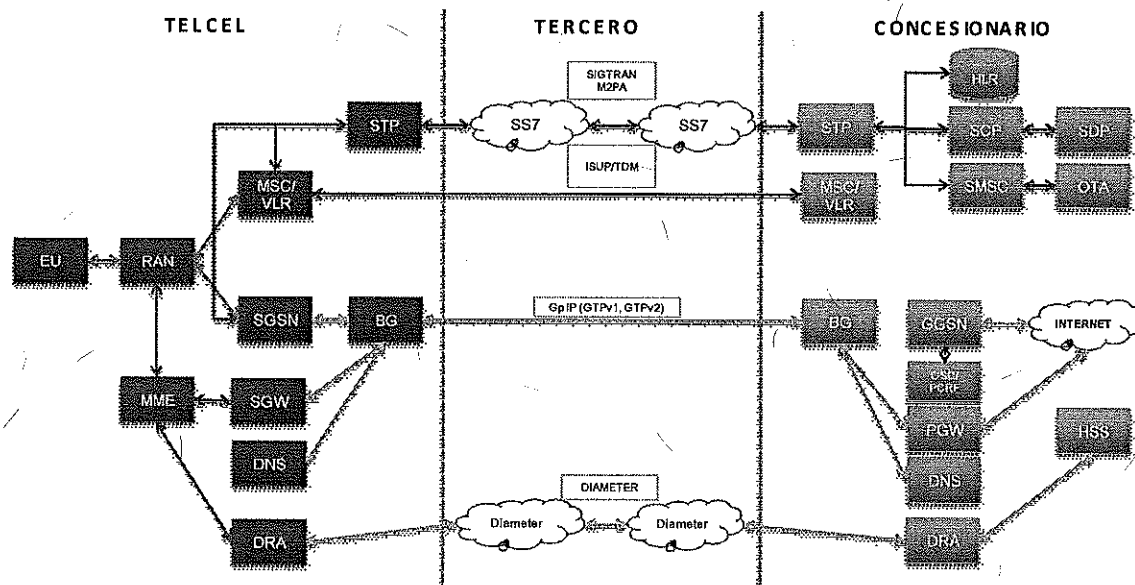 TELCEL
TERCERO
CONCESIONARIO
SIGTRAN
M2PA
HLR
STP
SS7
SS7
STP
SCP
SDP
ISUP/TDM
MSC/
VLR
MSC/
VLR
SMSC
OTA
EU
RAN
SGSN
BG
GpIP (GTPv1, GTPv2)
BG
GGSN
INTERNET
MME
SGW
PCRF
PGW
HSS
DNS
DNS
DIAMETER
DRA
Diameter
Diameter
DRA